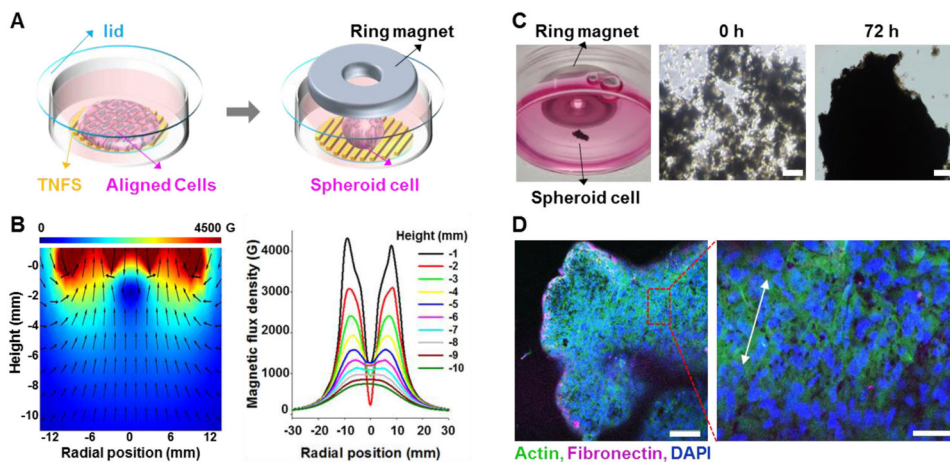 A
lid
Ring magnet
TNFS
Aligned Cells
Spheroid cell
B
0
4500 G
-0
-2
-4
-6
-8
-10
Height (mm)
-12
-6
0
6
12
Radial position (mm)
Magnetic flux density (G)
4000
3000
2000
1000
0
Height (mm)
-1
-2
-3
-4
-5
-6
-7
-8
-9
-10
-30
-20
-10
0
10
20
30
Radial position (mm)
C
Ring magnet
0 h
72 h
Spheroid cell
D
Actin, Fibronectin, DAPI